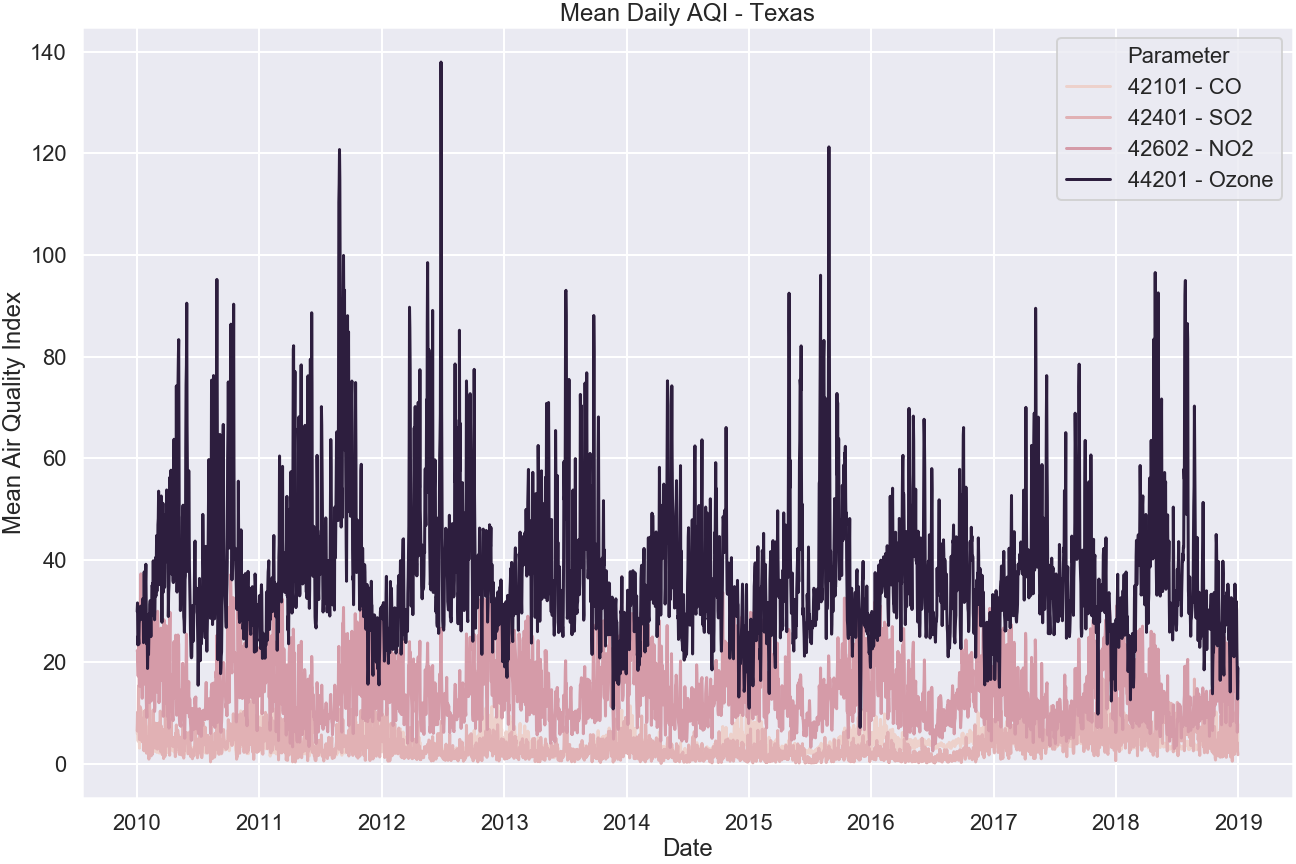 Mean Daily AQI - Texas
Mean Air Quality Index
140
120
100
80
60
40
20
0
Parameter
42101 - CO
42401 - SO2
42602 - NO2
44201 - Ozone
2010 2011 2012 2013 2014 2015 2016 2017 2018 2019
Date